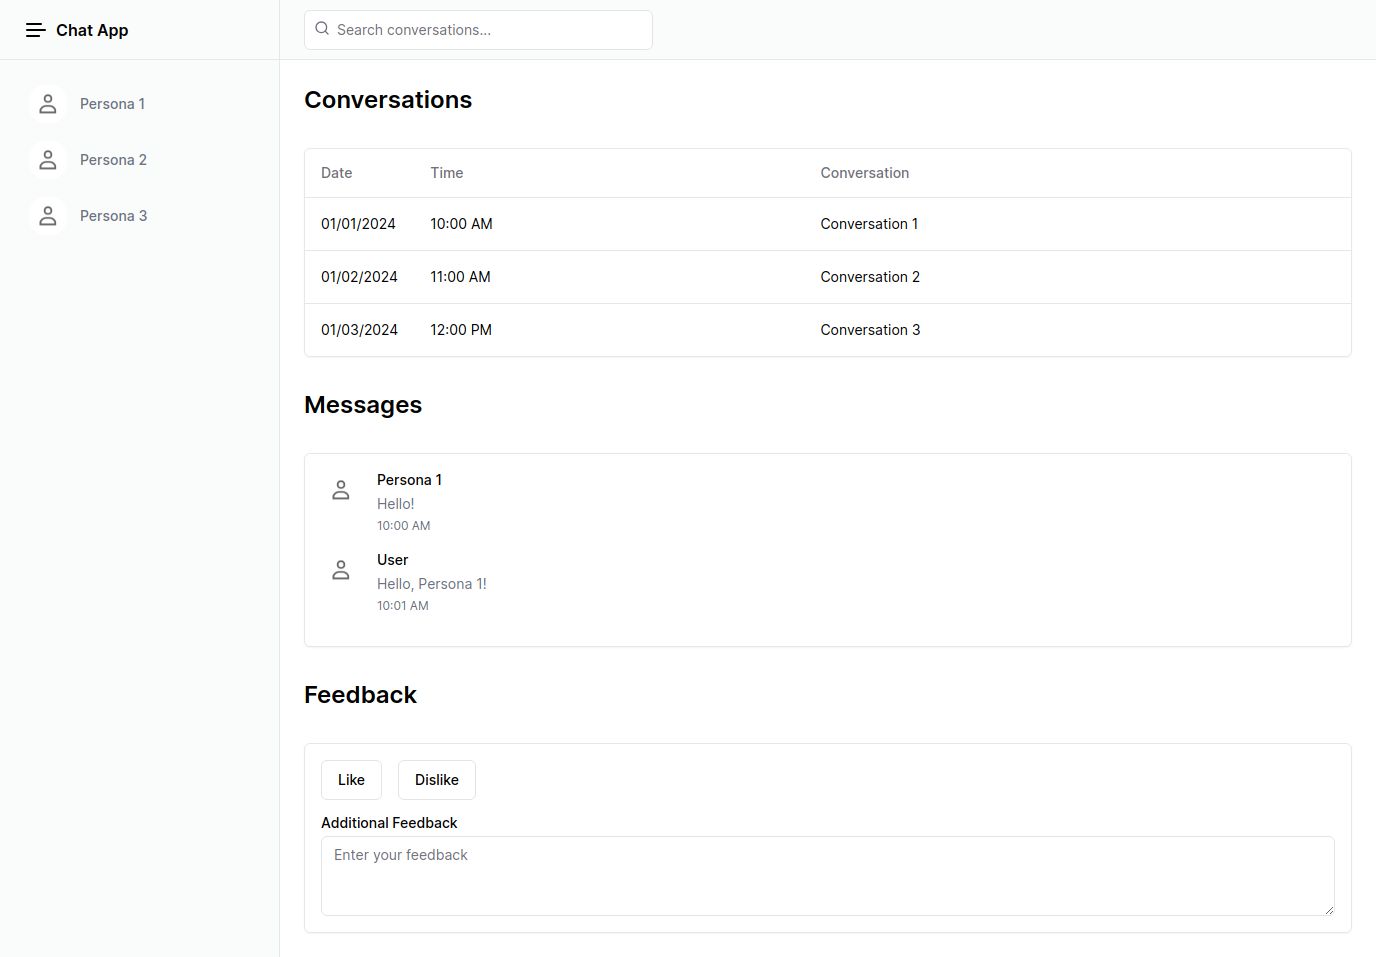 Chat App
Search conversations...
Persona 1
Persona 2
Persona 3
Conversations
Date Time Conversation
01/01/2024 10:00 AM Conversation 1
01/02/2024 11:00 AM Conversation 2
01/03/2024 12:00 PM Conversation 3
Messages
Persona 1
Hello!
10:00 AM
User
Hello, Persona 1!
10:01 AM
Feedback
Like Dislike
Additional Feedback
Enter your feedback